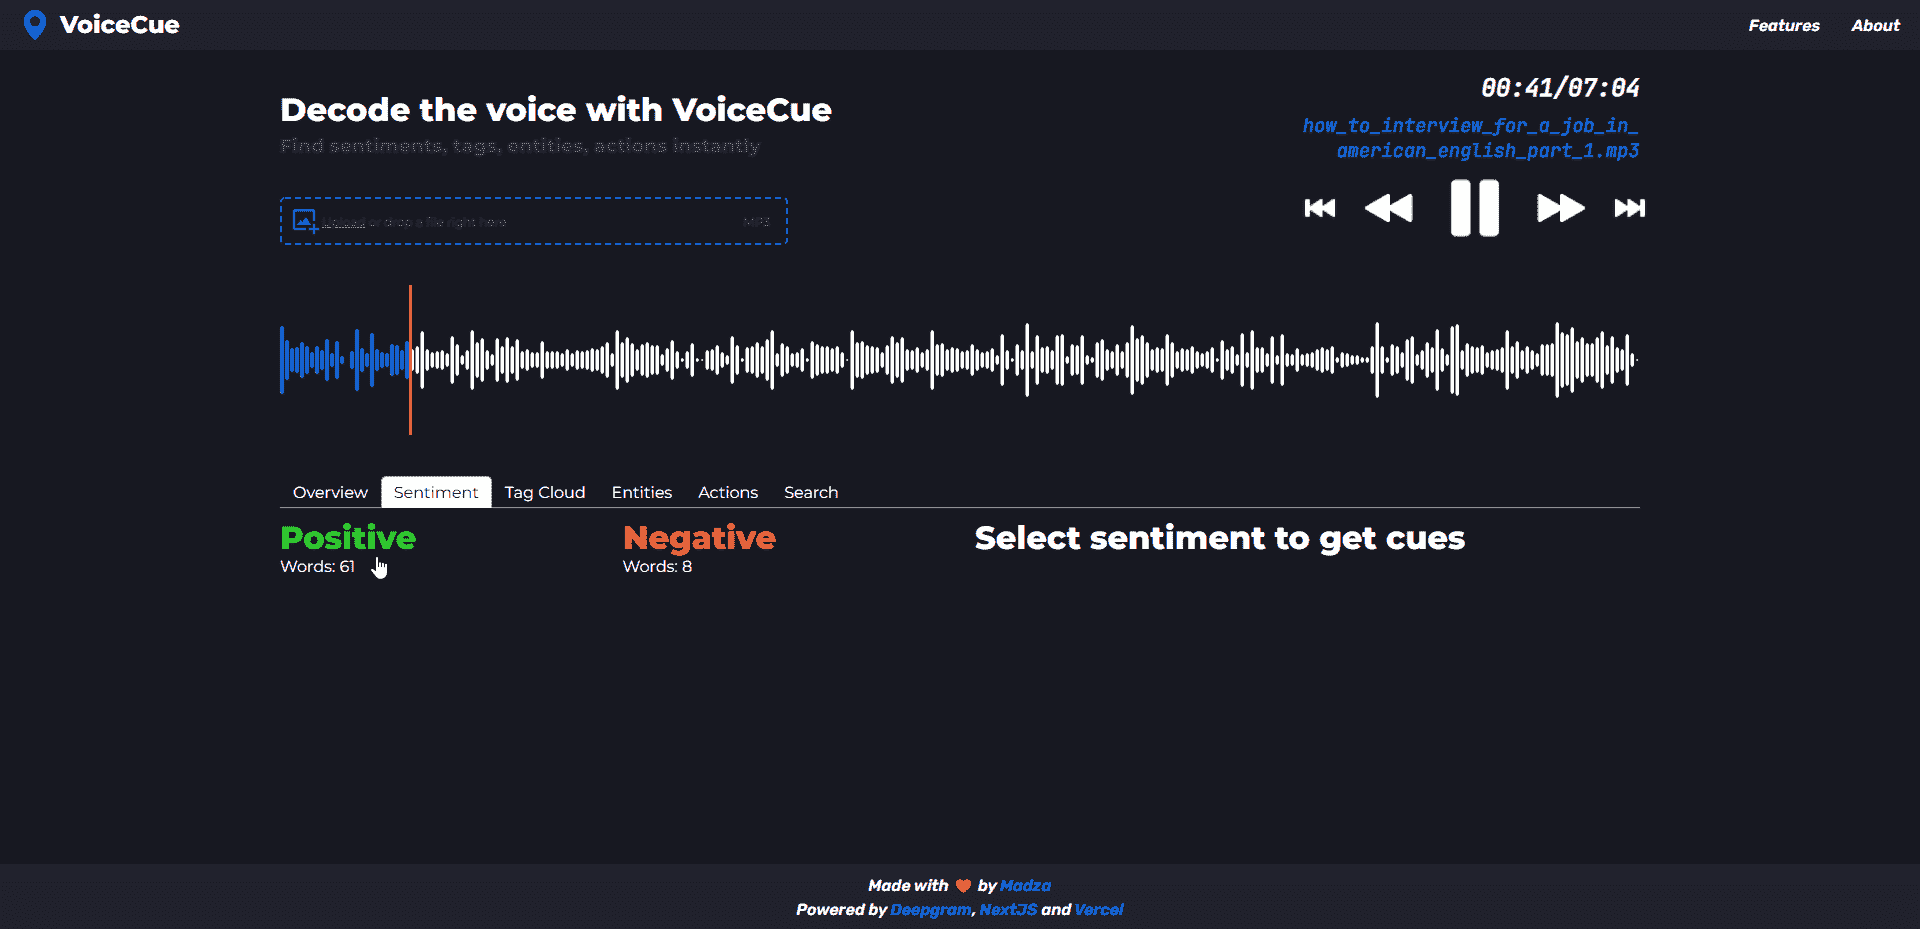 VoiceCue
Features About
Decode the voice with VoiceCue
Find sentiments, tags, entities, actions instantly
00:41/07:04
how_to_interview_for_a_job_in_
american_english_part_1.mp3
Upload or drop a file right here MP3
Overview Sentiment Tag Cloud Entities Actions Search
Positive
Words: 61
Negative
Words: 8
Select sentiment to get cues
Made with by Madza
Powered by Deepgram, NextJS and Vercel